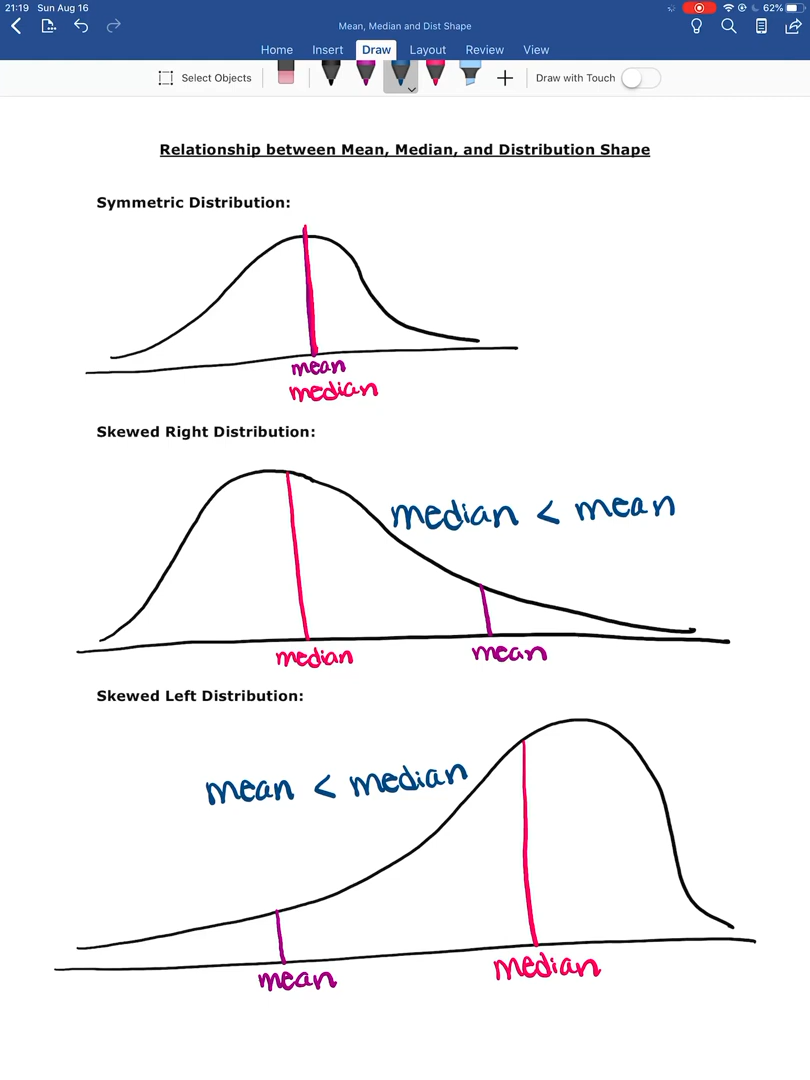 21:19 Sun Aug 16
62%
Mean, Median and Dist Shape
Home Insert Draw Layout Review View
Select Objects
Draw with Touch
Relationship between Mean, Median, and Distribution Shape
Symmetric Distribution:
mean
median
Skewed Right Distribution:
median < mean
median
mean
Skewed Left Distribution:
mean < median
mean
median